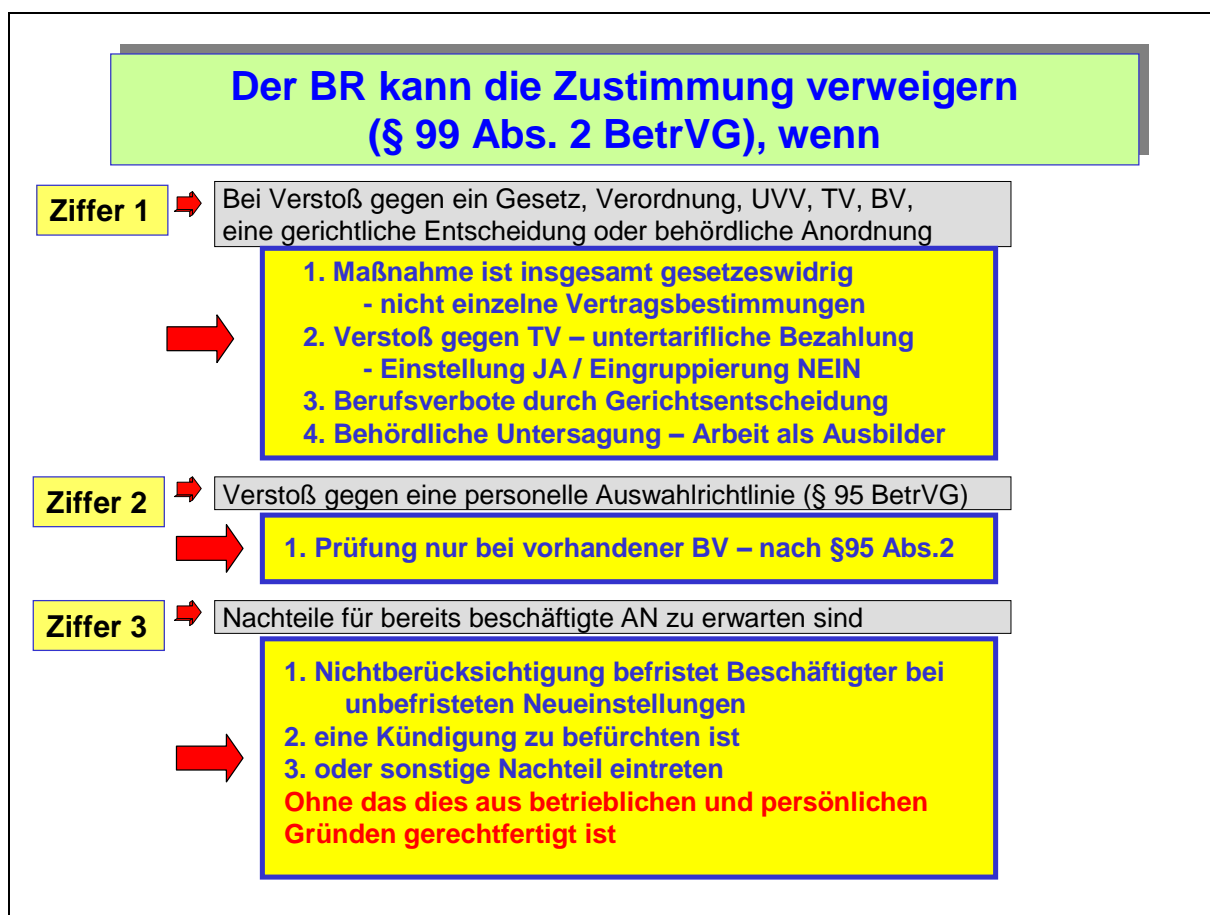 Der BR kann die Zustimmung verweigern
(§ 99 Abs. 2 BetrVG), wenn
Ziffer 1
Bei Verstoß gegen ein Gesetz, Verordnung, UVV, TV, BV,
eine gerichtliche Entscheidung oder behördliche Anordnung
1. Maßnahme ist insgesamt gesetzeswidrig
- nicht einzelne Vertragsbestimmungen
2. Verstoß gegen TV – untertarifliche Bezahlung
- Einstellung JA / Eingruppierung NEIN
3. Berufsverbote durch Gerichtsentscheidung
4. Behördliche Untersagung – Arbeit als Ausbilder
Ziffer 2
Verstoß gegen eine personelle Auswahlrichtlinie (§ 95 BetrVG)
1. Prüfung nur bei vorhandener BV – nach §95 Abs.2
Ziffer 3
Nachteile für bereits beschäftigte AN zu erwarten sind
1. Nichtberücksichtigung befristet Beschäftigter bei
unbefristeten Neueinstellungen
2. eine Kündigung zu befürchten ist
3. oder sonstige Nachteil eintreten
Ohne das dies aus betrieblichen und persönlichen
Gründen gerechtfertigt ist